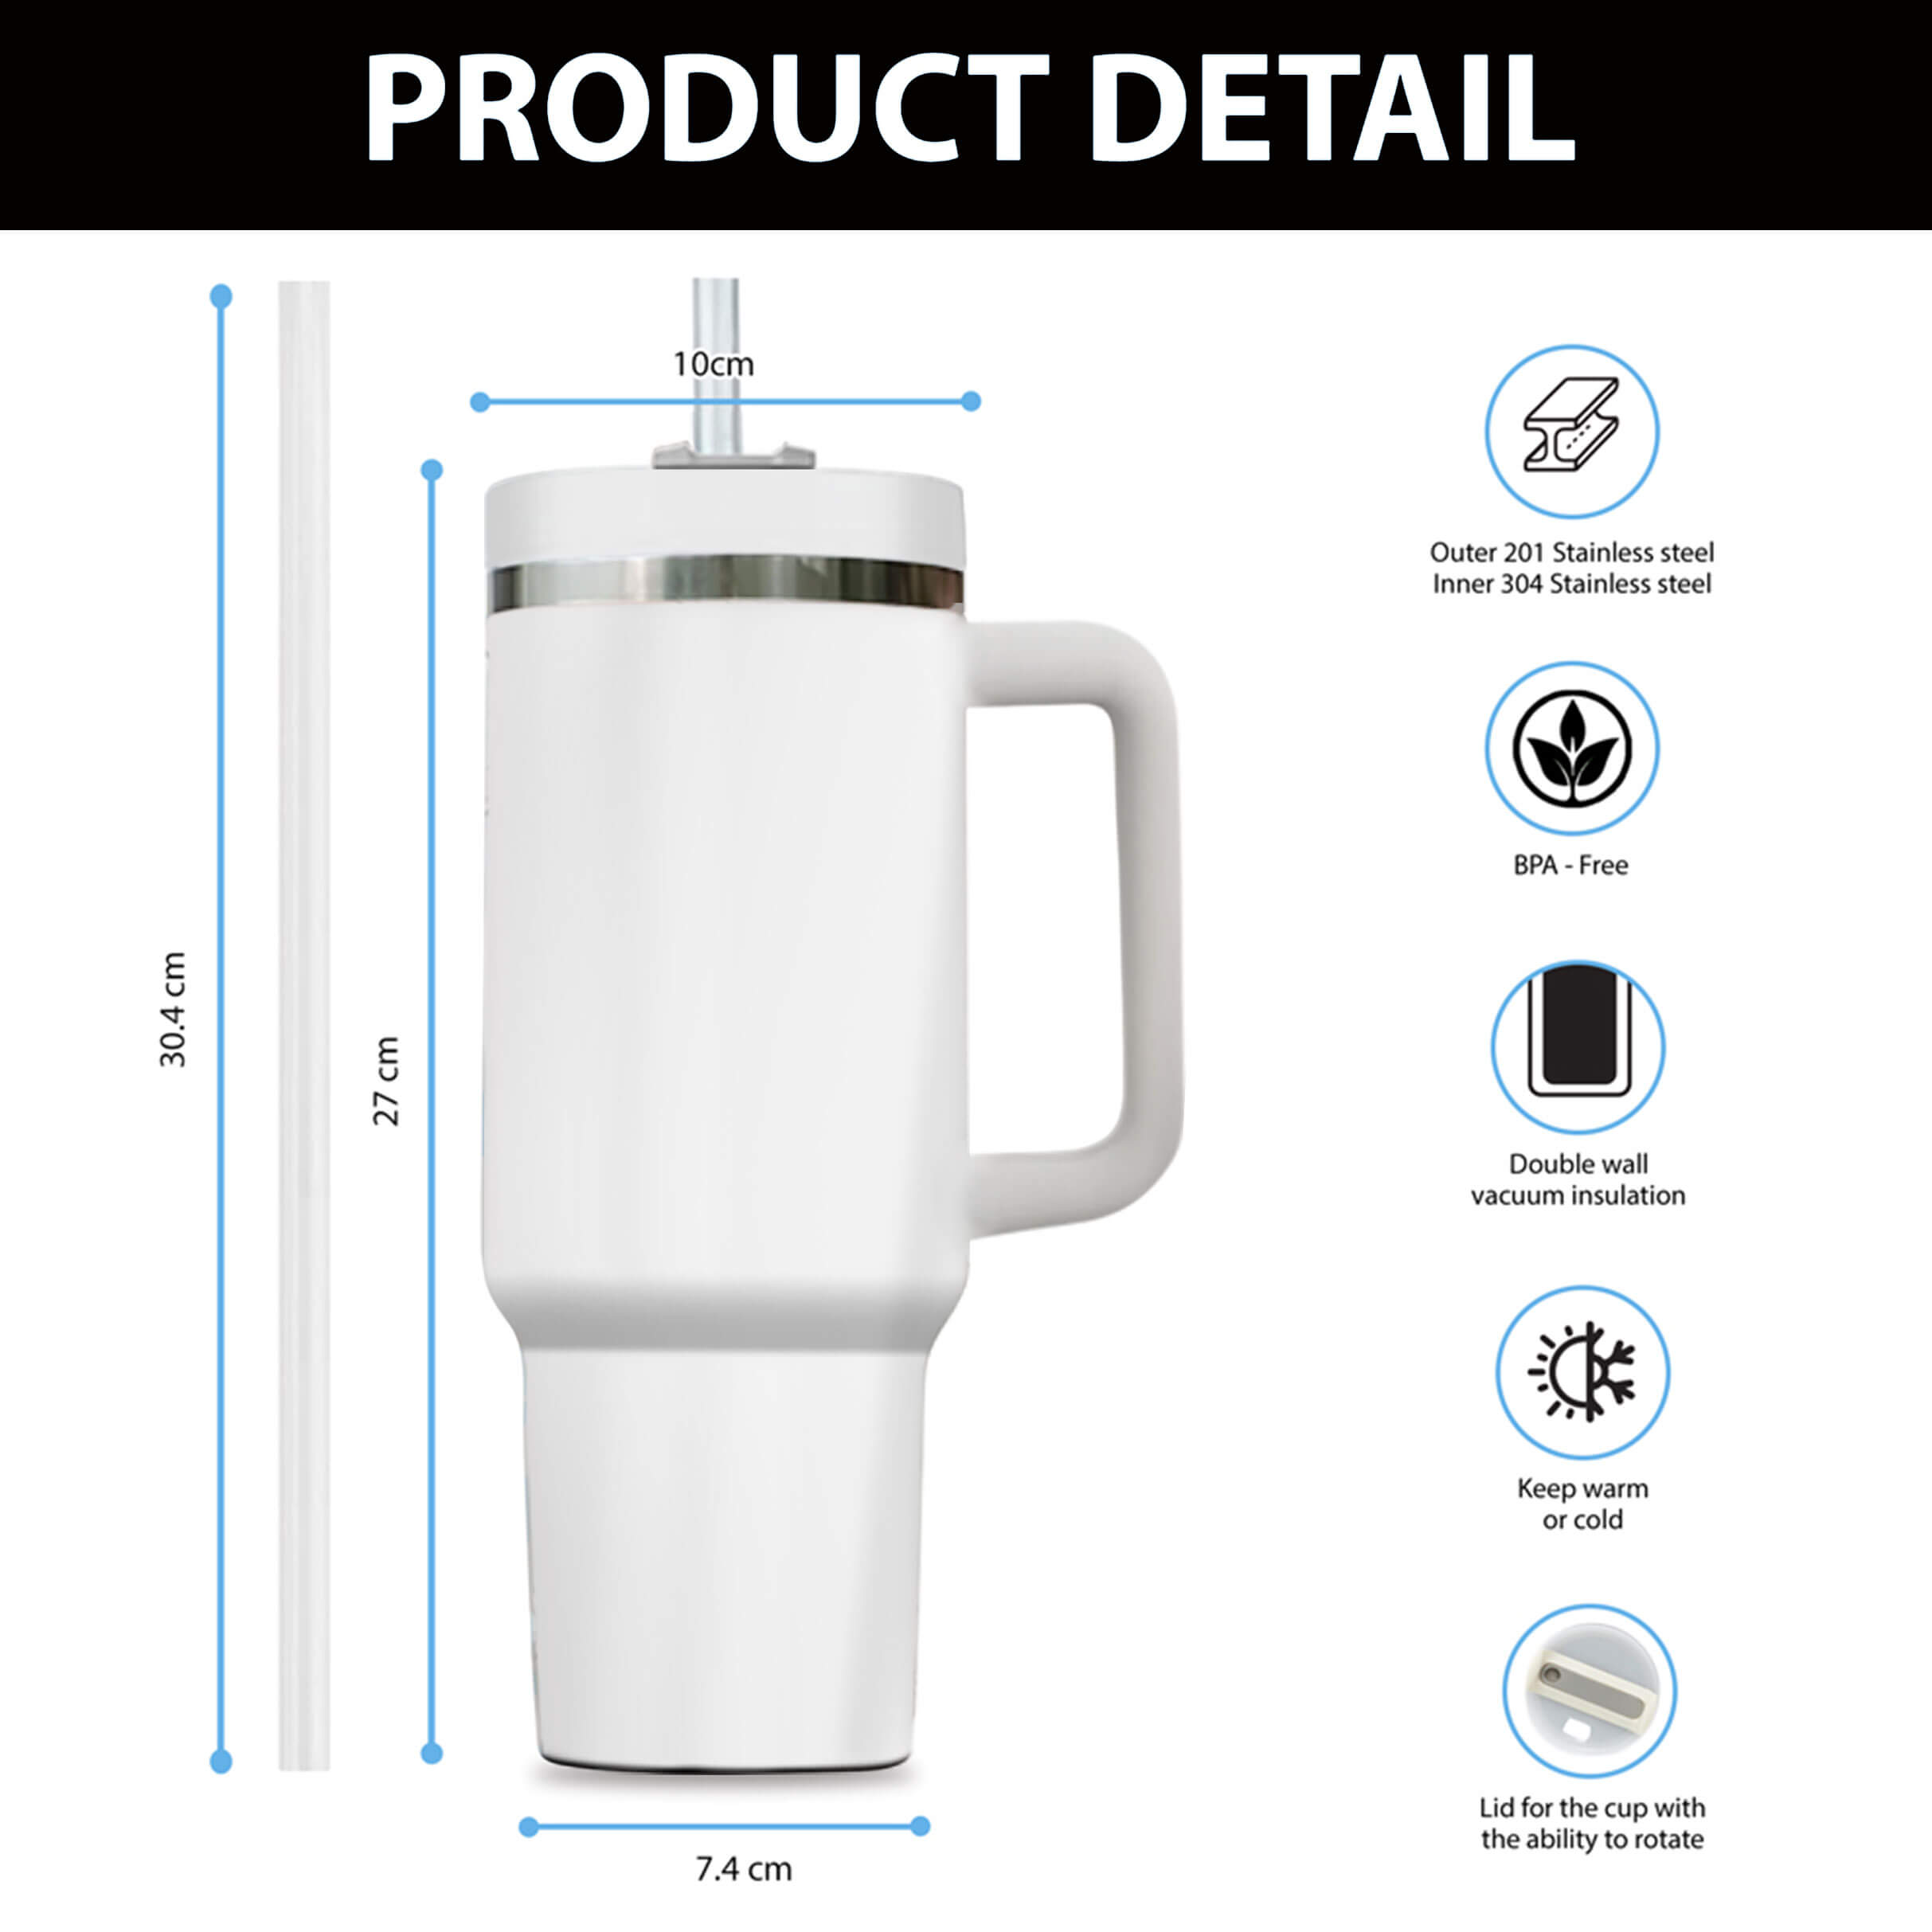 PRODUCT DETAIL
10cm
30.4 cm
27 cm
7.4 cm
Outer 201 Stainless steel
Inner 304 Stainless steel
BPA - Free
Double wall
vacuum insulation
Keep warm
or cold
Lid for the cup with
the ability to rotate